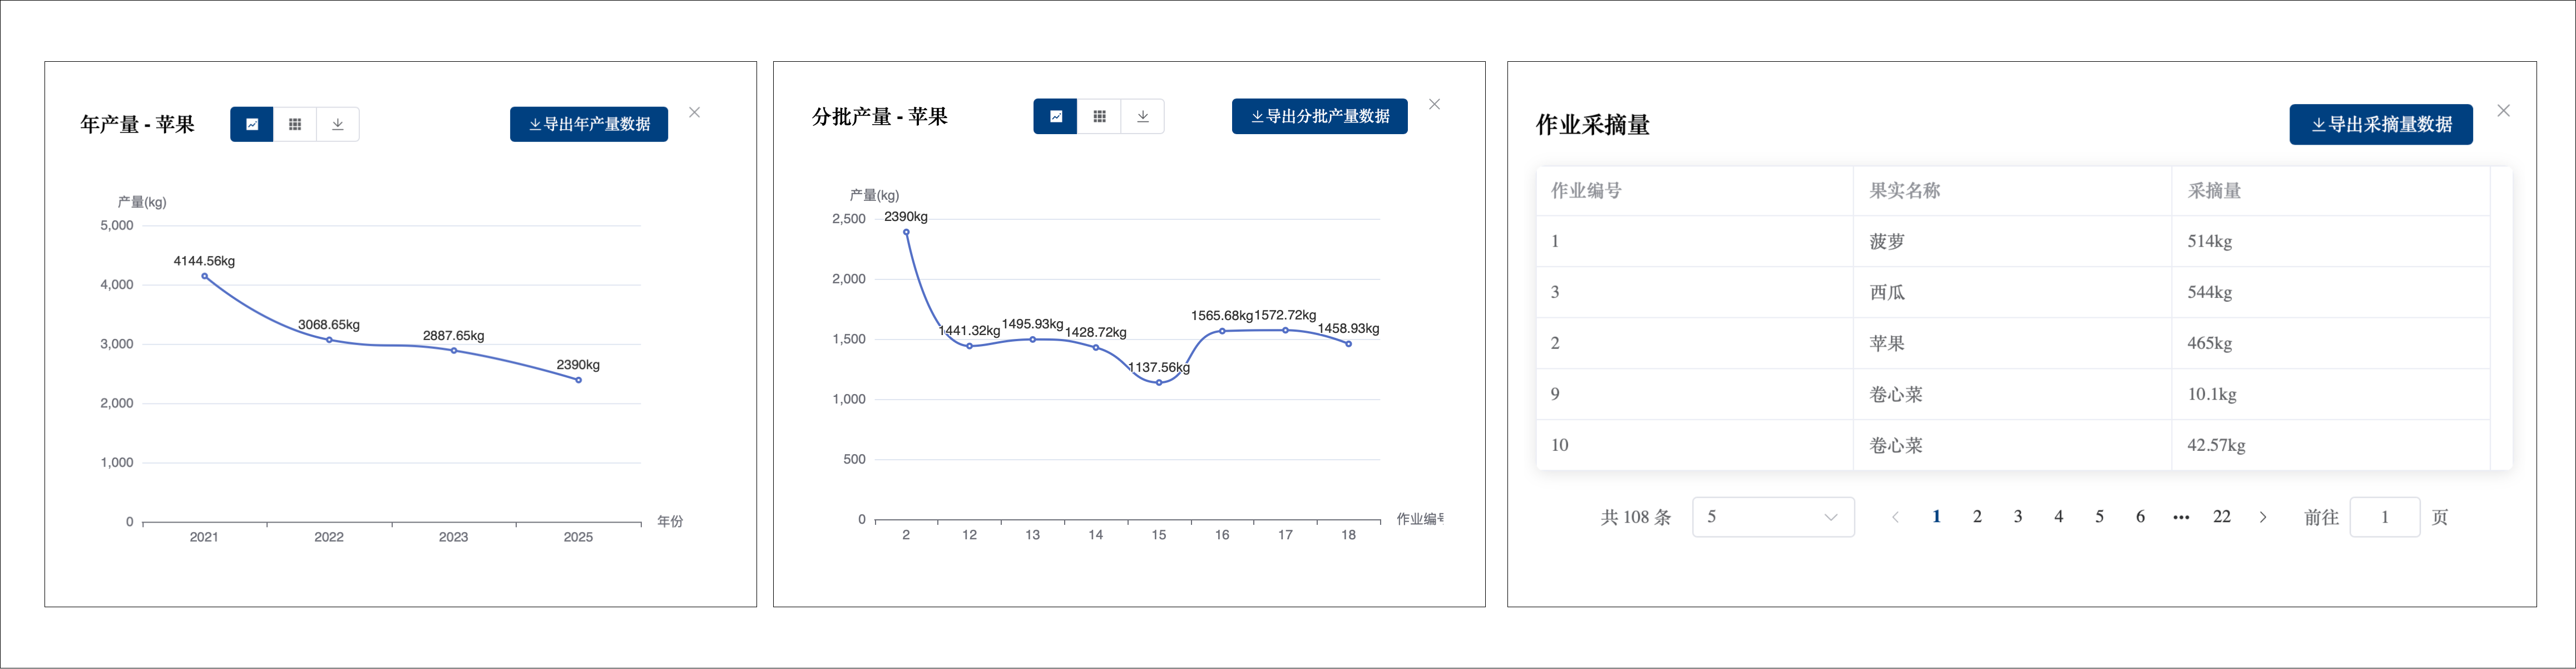 年产量 - 苹果
导出年产量数据
产量(kg)
5,000
4,000
3,000
2,000
1,000
0
4144.56kg
3068.65kg
2887.65kg
2390kg
2021
2022
2023
2025
年份
分批产量 - 苹果
导出分批产量数据
产量(kg)
2,500
2,000
1,500
1,000
500
0
2390kg
1441.32kg
1495.93kg
1428.72kg
1137.56kg
1565.68kg
1572.72kg
1458.93kg
2
12
13
14
15
16
17
18
作业编号
作业采摘量
导出采摘量数据
作业编号 果实名称 采摘量
1 菠萝 514kg
3 西瓜 544kg
2 苹果 465kg
9 卷心菜 10.1kg
10 卷心菜 42.57kg
共 108 条 5 1 2 3 4 5 6 ••• 22 前往 1 页